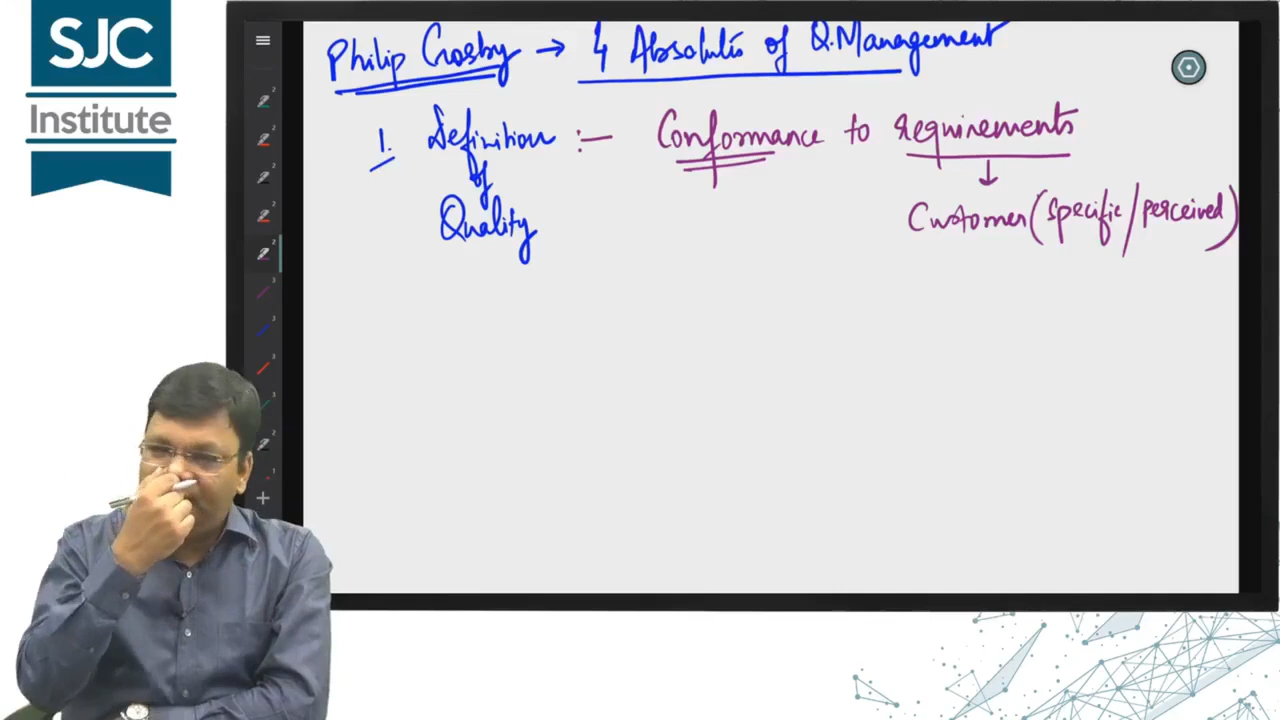 SJC
Institute
Philip Crosby → 4 Absolutes of Q.Management
1. Definition :- Conformance to requirements
of
↓
Quality
Customer (specific/perceived)